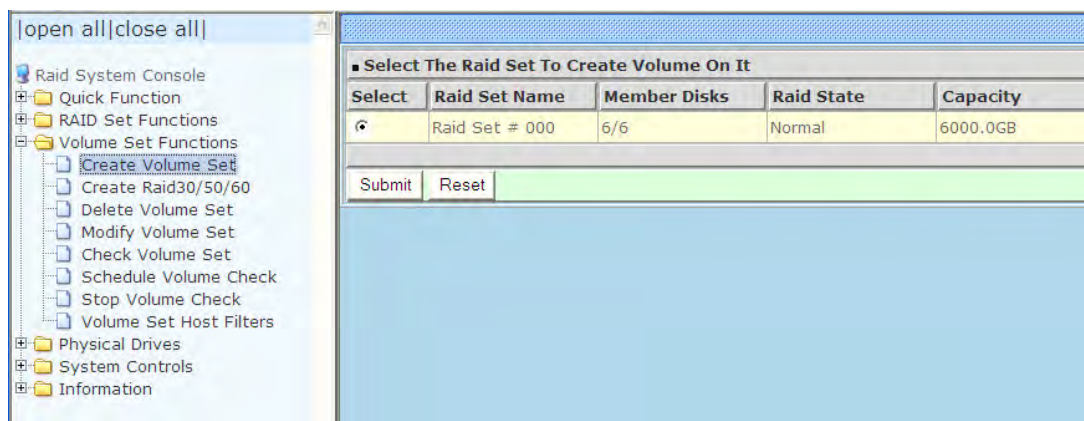 |open all|close all|
Raid System Console
Quick Function
RAID Set Functions
Volume Set Functions
Create Volume Set
Create Raid30/50/60
Delete Volume Set
Modify Volume Set
Check Volume Set
Schedule Volume Check
Stop Volume Check
Volume Set Host Filters
Physical Drives
System Controls
Information
Select The Raid Set To Create Volume On It
Select Raid Set Name Member Disks Raid State Capacity
Raid Set # 000 6/6 Normal 6000.0GB
Submit Reset